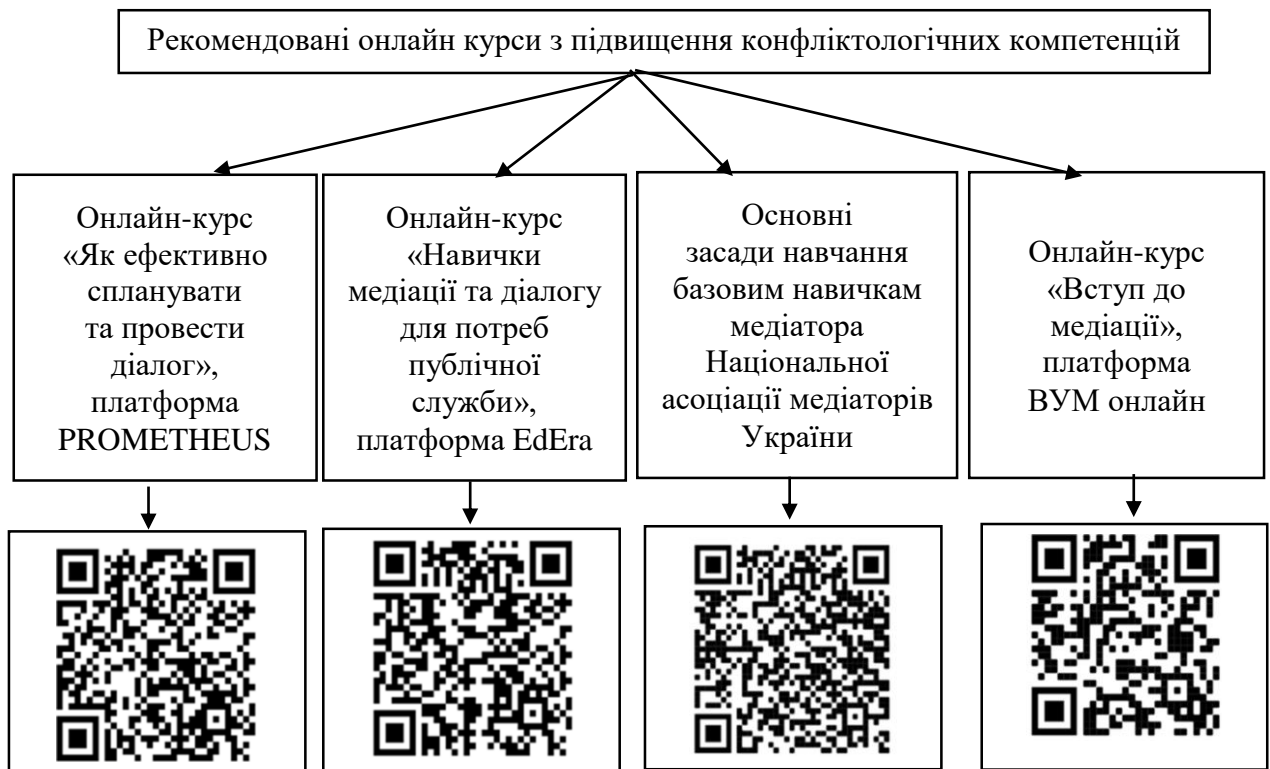 Рекомендовані онлайн курси з підвищення конфліктологічних компетенцій
Онлайн-курс
«Як ефективно
спланувати
та провести
діалог»,
платформа
PROMETHEUS
Онлайн-курс
«Навички
медіації та діалогу
для потреб
публічної
служби»,
платформа EdEra
Основні
засади навчання
базовим навичкам
медіатора
Національної
асоціації медіаторів
України
Онлайн-курс
«Вступ до
медіації»,
платформа
ВУМ онлайн